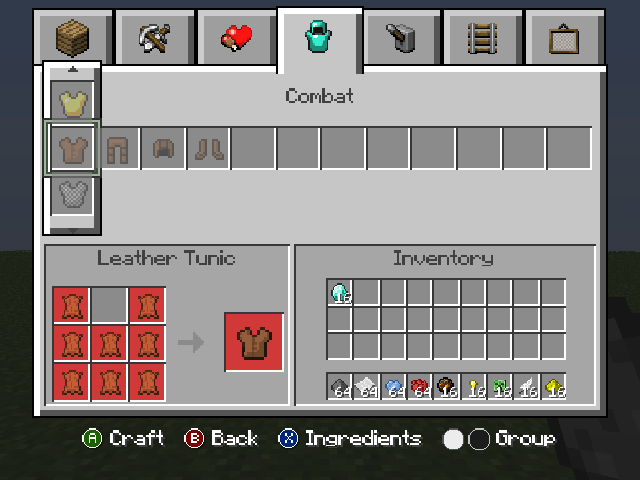 Combat
Leather Tunic
Inventory
16
64 64 64 64 16 16 16 16 16
A Craft B Back X Ingredients Group